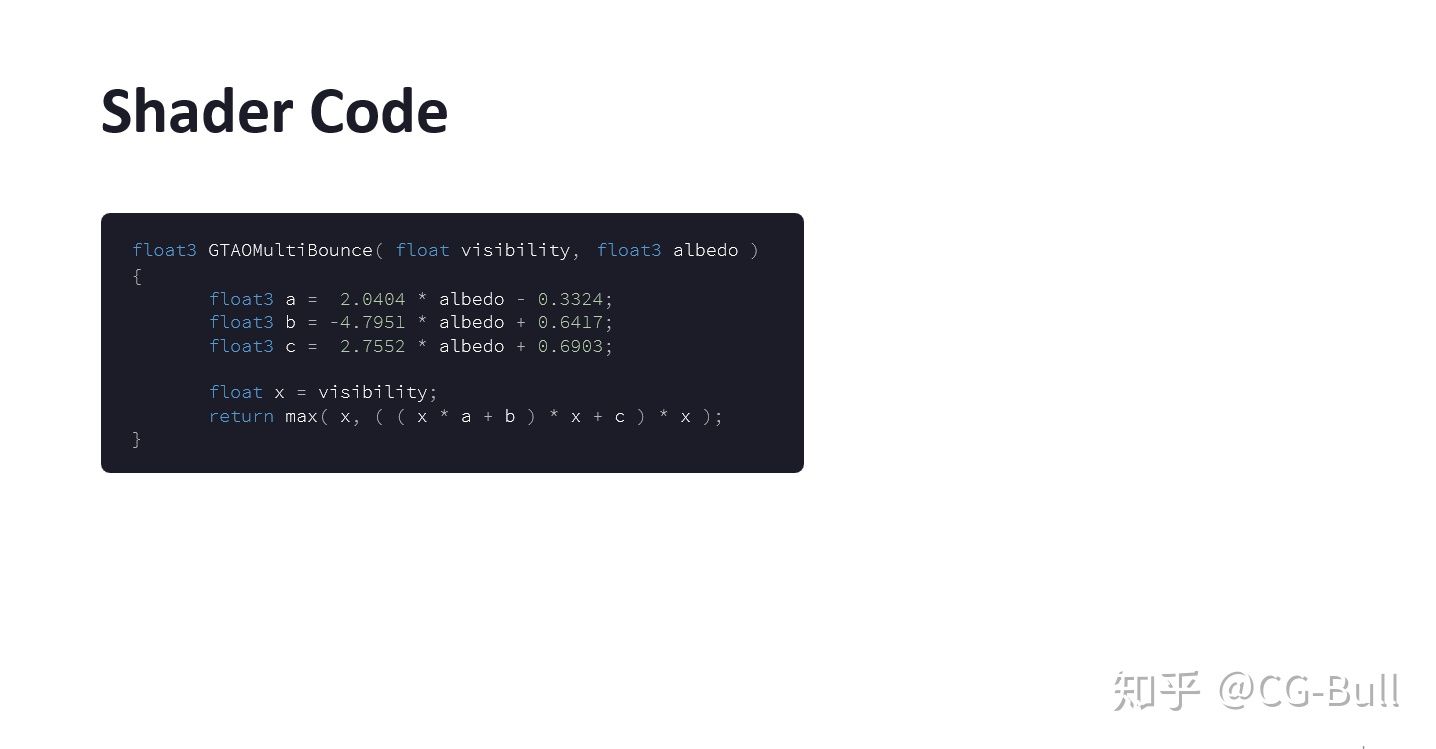 Shader Code
float3 GTAOMultiBounce( float visibility, float3 albedo )
{
float3 a =  2.0404 * albedo - 0.3324;
float3 b = -4.7951 * albedo + 0.6417;
float3 c =  2.7552 * albedo + 0.6903;
float x = visibility;
return max( x, ( ( x * a + b ) * x + c ) * x );
}
知乎 @CG-Bull